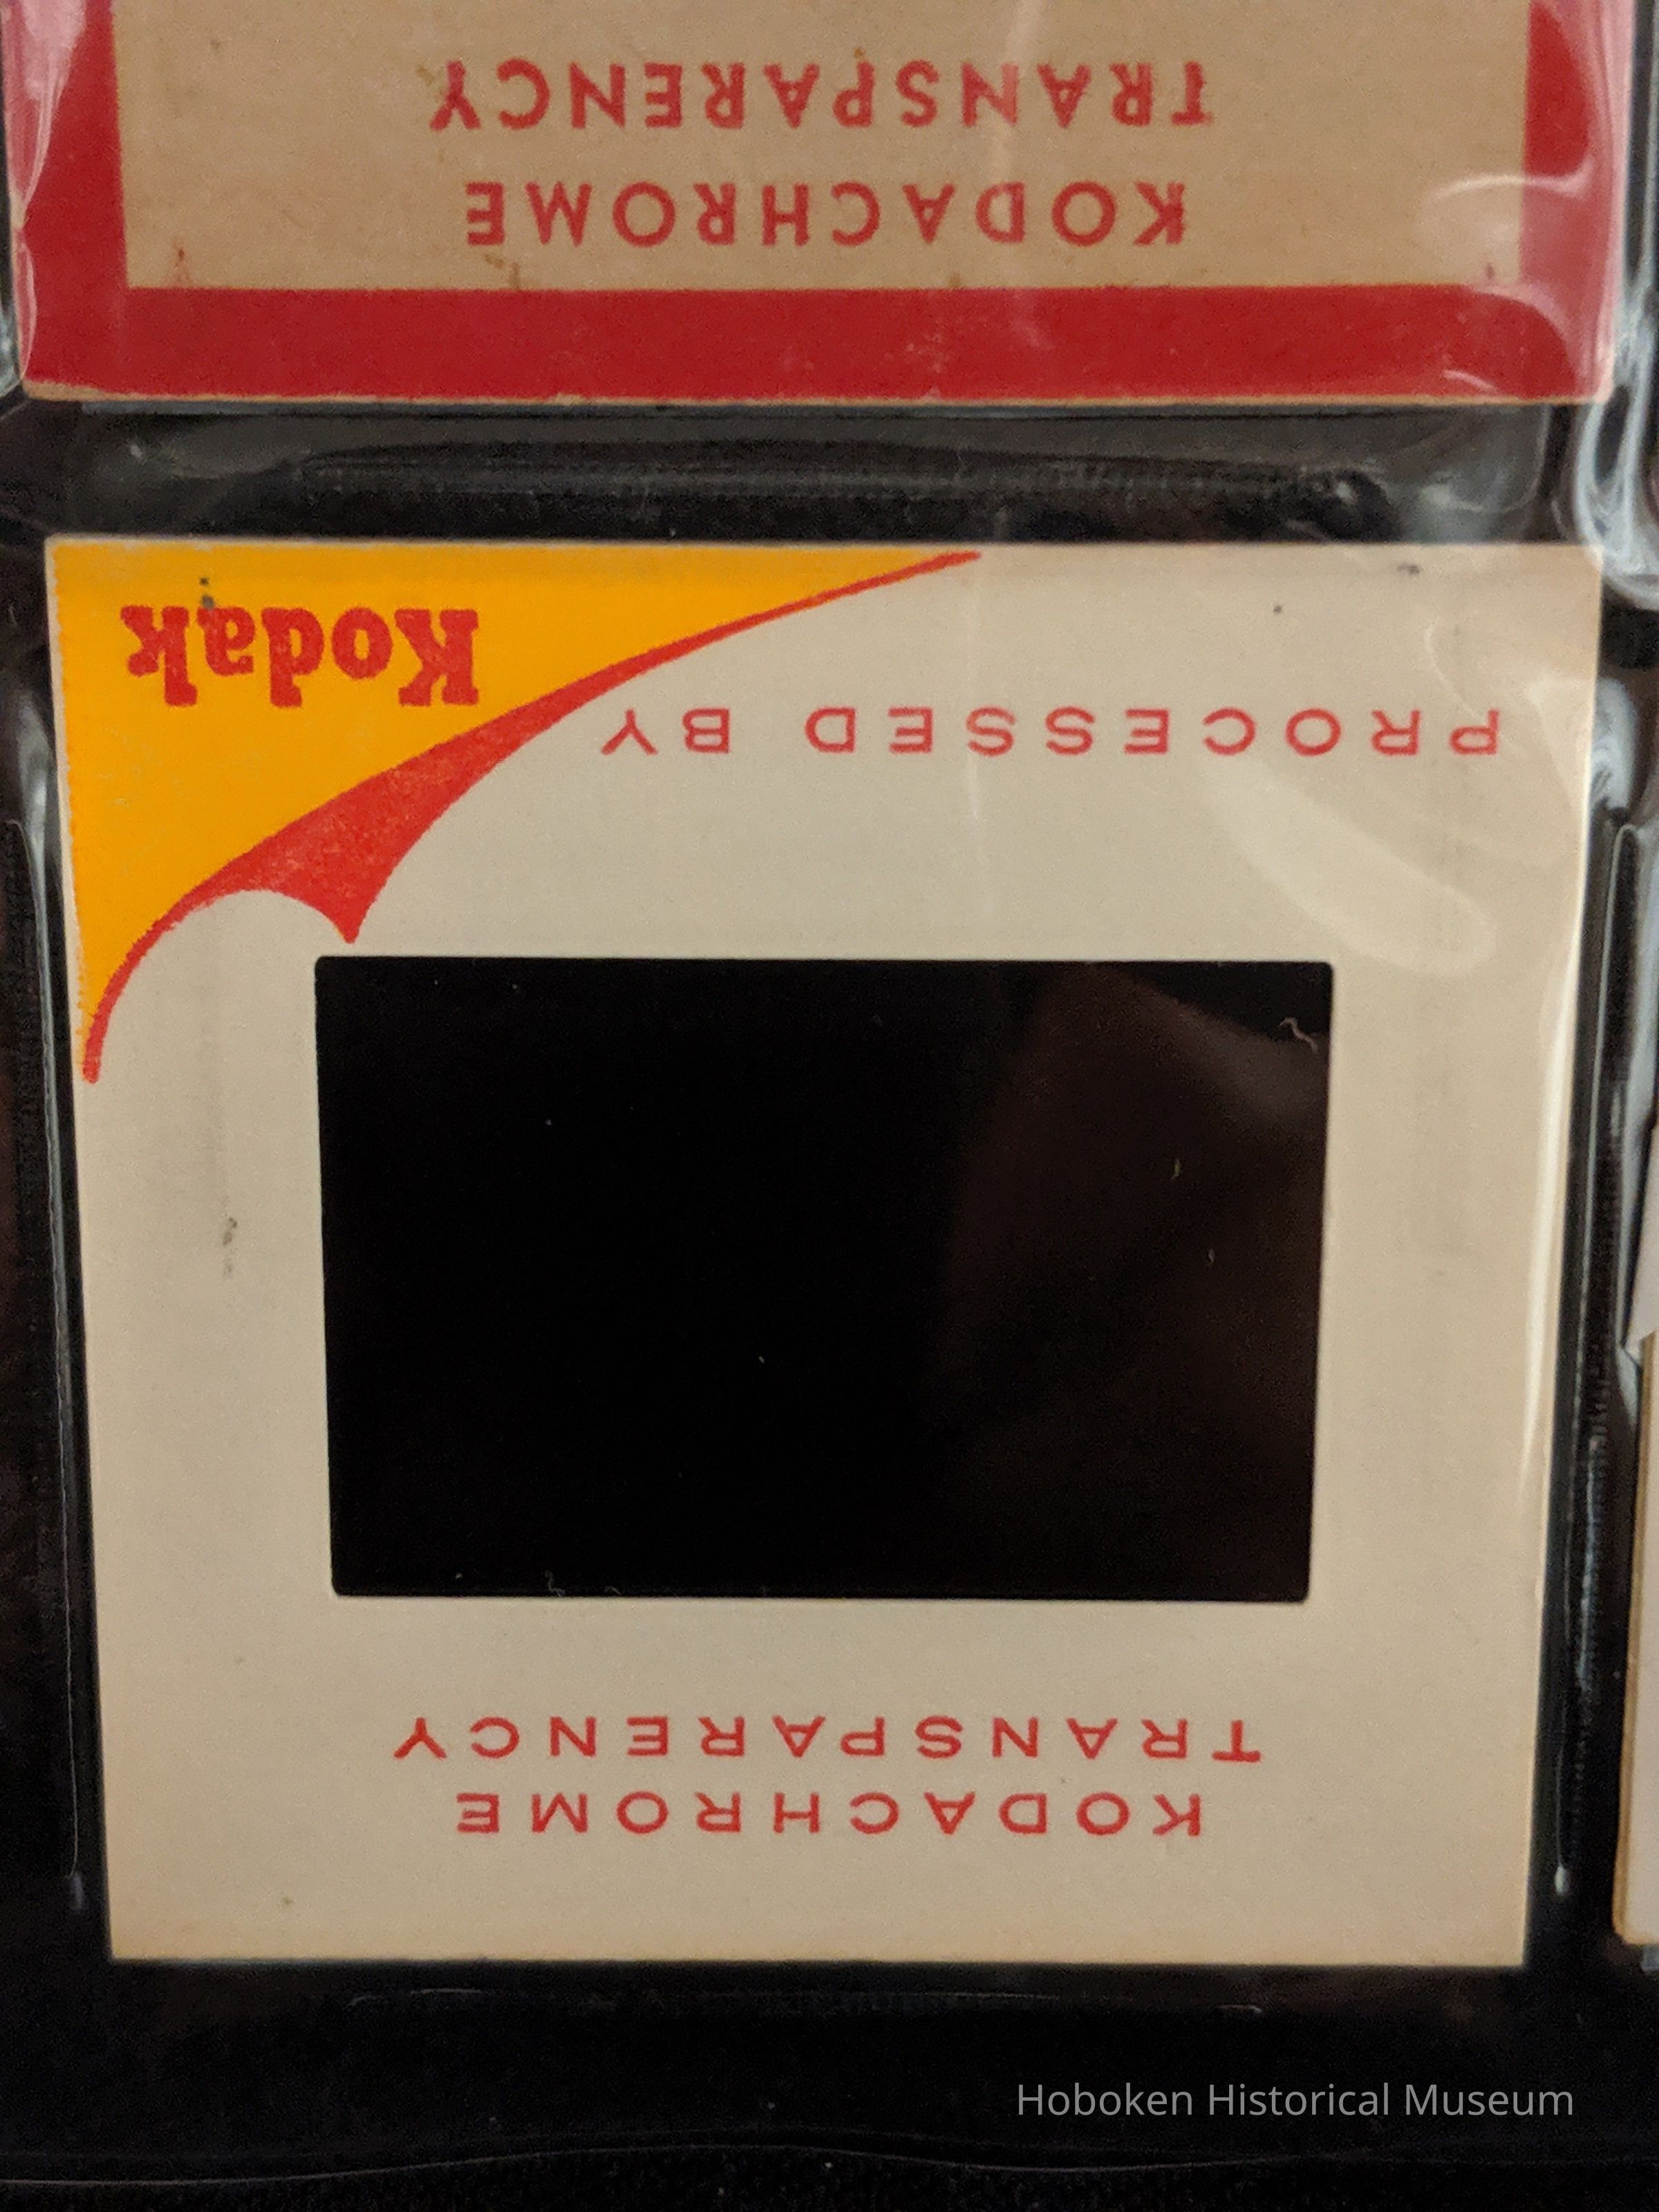 KODACHROME
TRANSPARENCY
KODACHROME
TRANSPARENCY
PROCESSED BY
Kodak
Hoboken Historical Museum